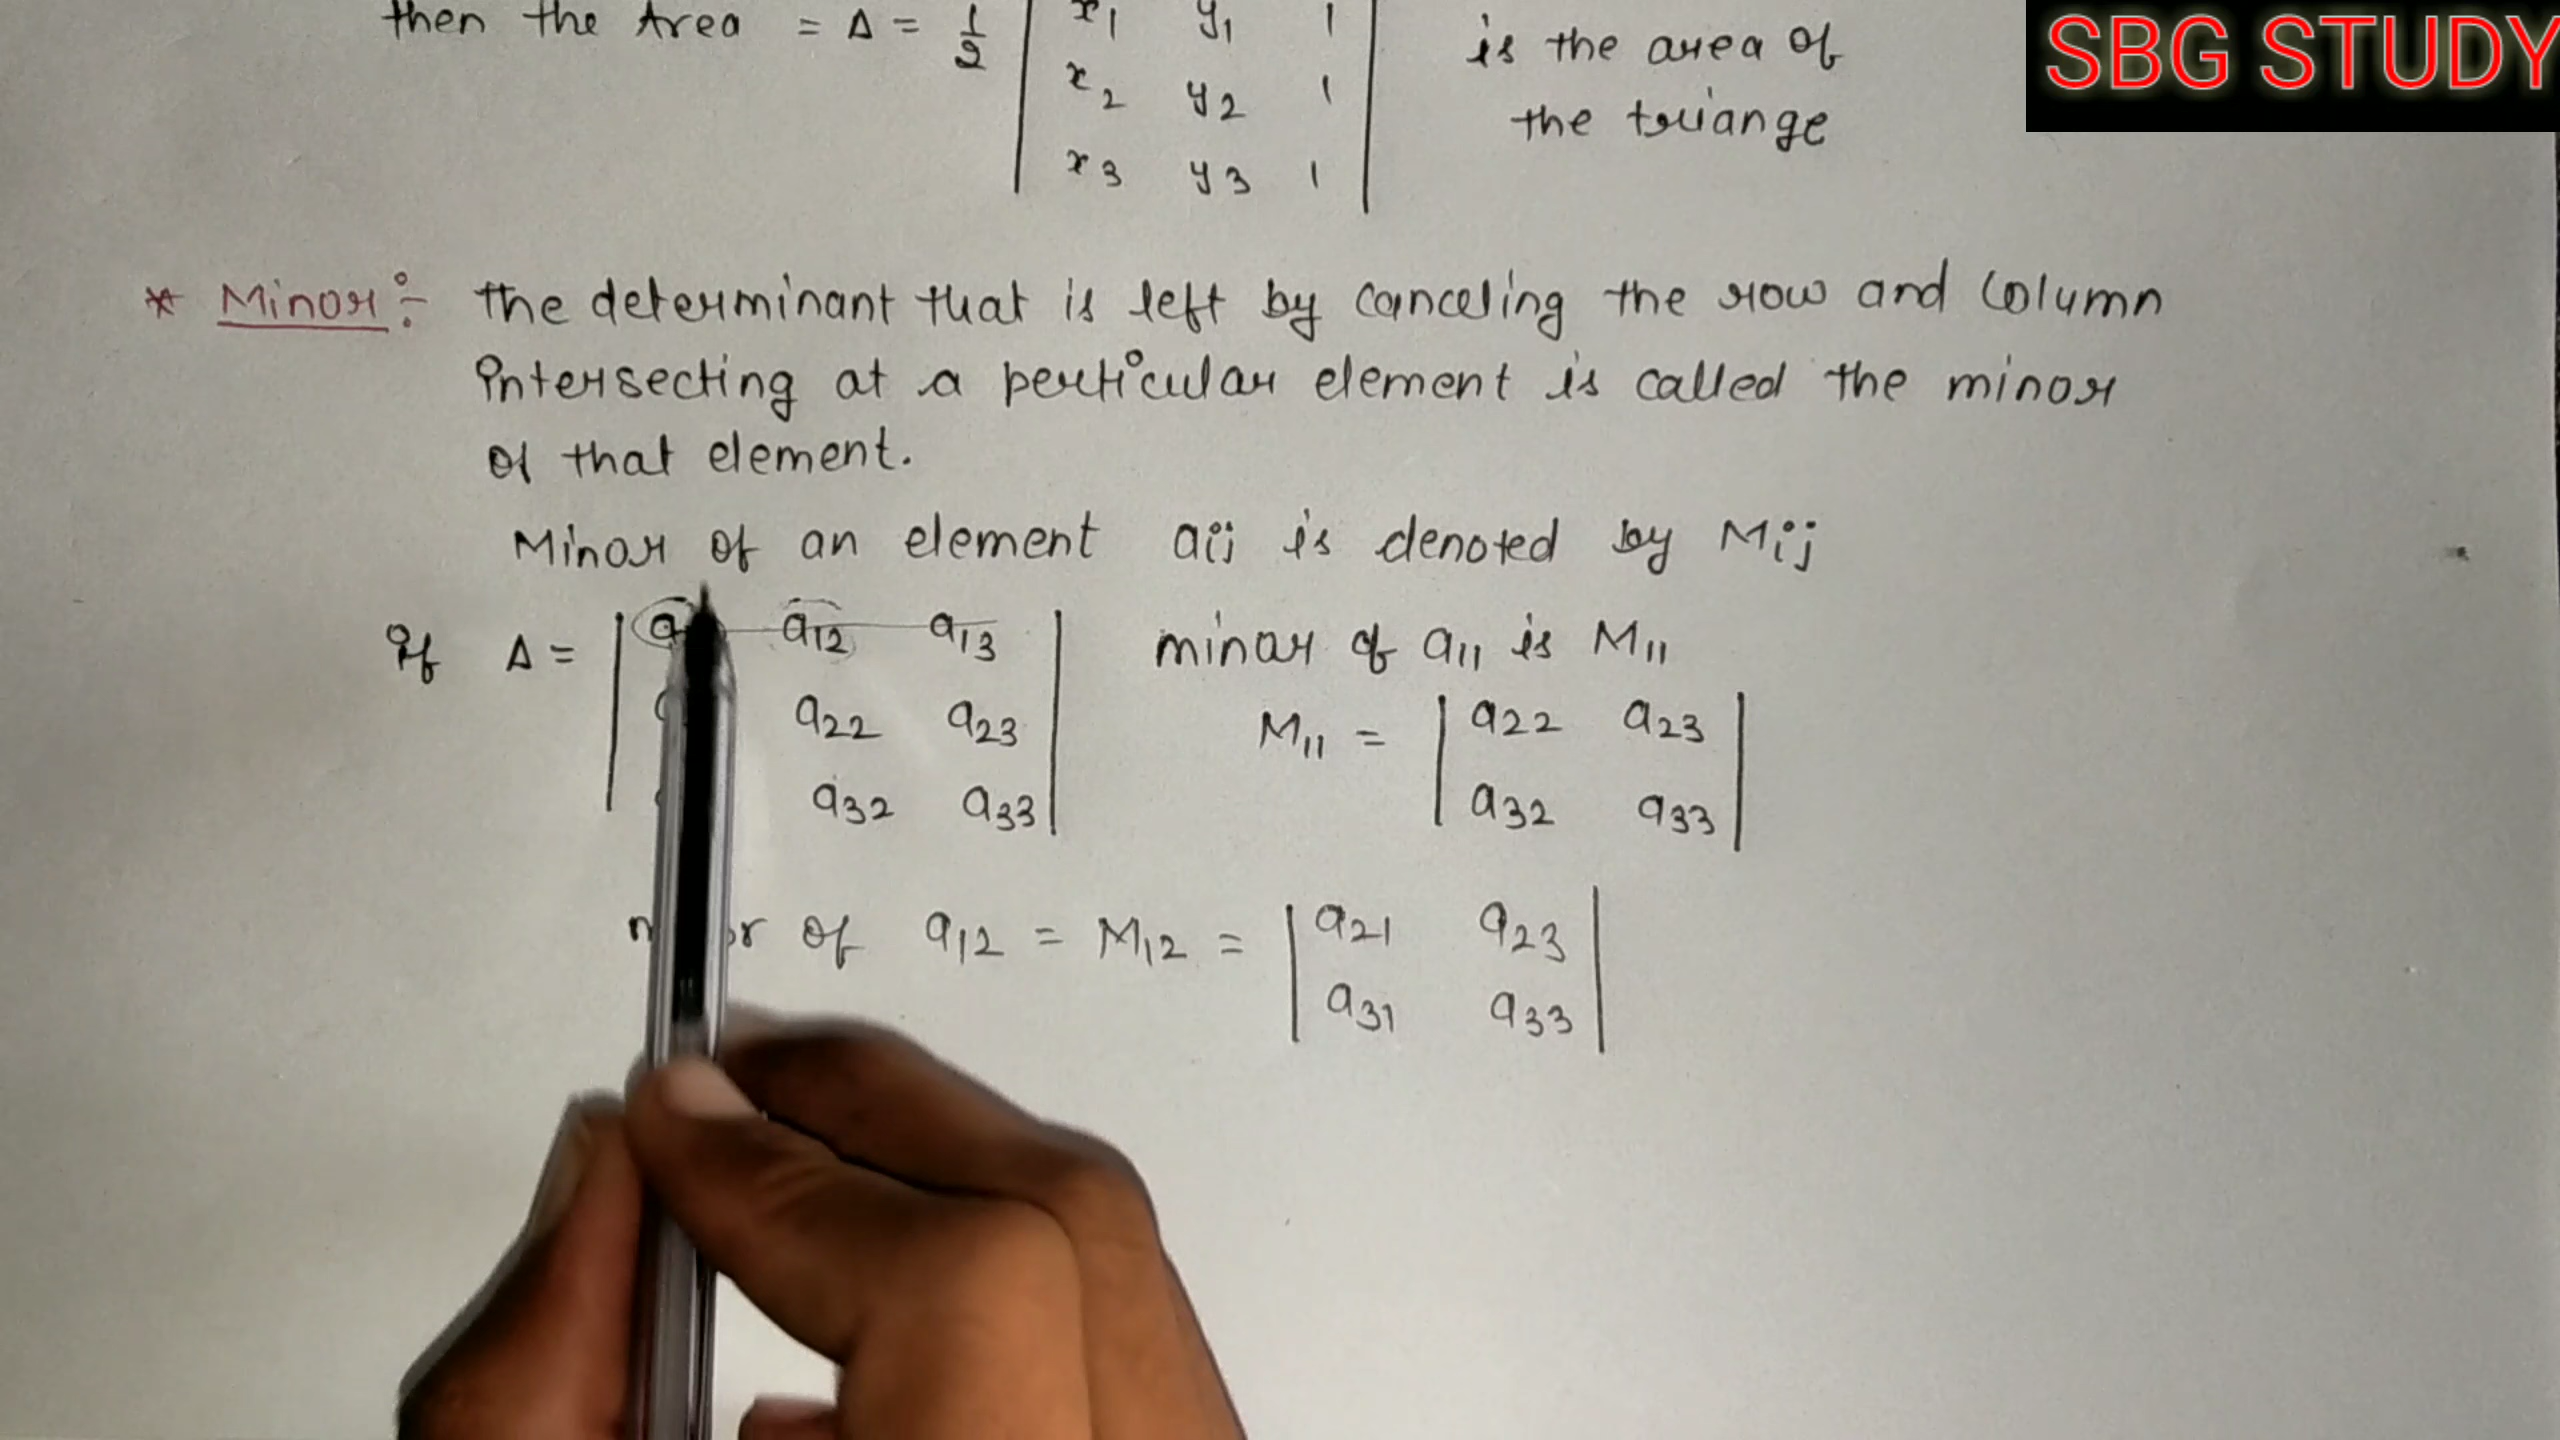 then the Area = Δ = 1/2 | x1 y1 1 | is the area of
SBG STUDY
| x2 y2 1 | the triange
| x3 y3 1 |
* Minor :- the determinant that is left by canceling the row and column
intersecting at a perticular element is called the minor
of that element.
Minor of an element aij is denoted by Mij
If Δ = | a12 a13 | minar of a11 is M11
a22 a23 | M11 = | a22 a23 |
a32 a33 | | a32 a33 |
of a12 = M12 = | a21 a23 |
| a31 a33 |